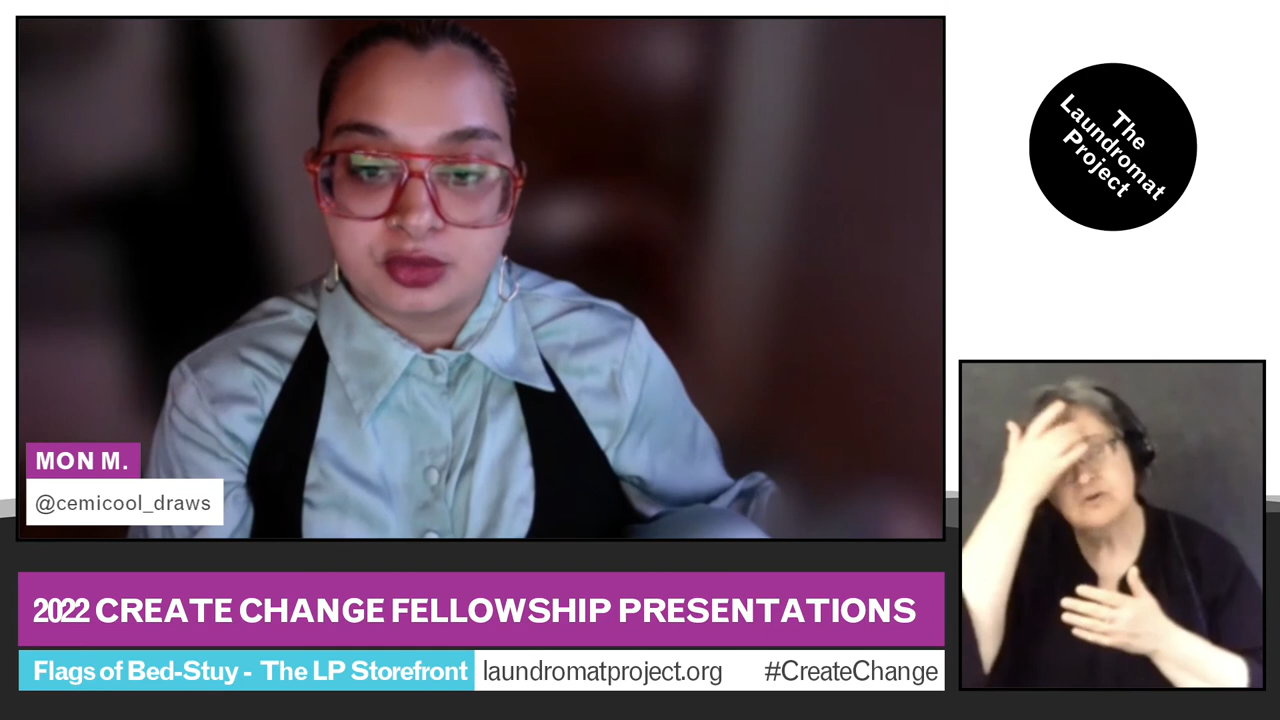 The
Laundromat
Project
MON M.
@cemicool_draws
2022 CREATE CHANGE FELLOWSHIP PRESENTATIONS
Flags of Bed-Stuy - The LP Storefront
laundromatproject.org
#CreateChange